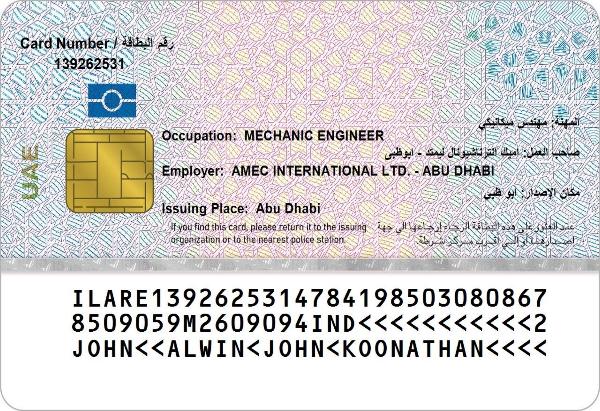 Card Number / رقم البطاقة
139262531
المهنة: مهندس ميكانيكي
Occupation: MECHANIC ENGINEER
صاحب العمل: اميك انترناشيونال ليمتد - ابوظبي
Employer: AMEC INTERNATIONAL LTD. - ABU DHABI
UAE
مكان الإصدار: ابو ظبي
Issuing Place: Abu Dhabi
If you find this card, please return it to the issuing
organization or to the nearest police station.
عند العثور على هذه البطاقة الرجاء إرجاعها الى جهة
اصدارها أو الى أقرب مركز شرطة.
ILARE1392625314784198503080867
8509059M2609094IND<<<<<<<<<<<2
JOHN<<ALWIN<JOHN<KOONATHAN<<<<